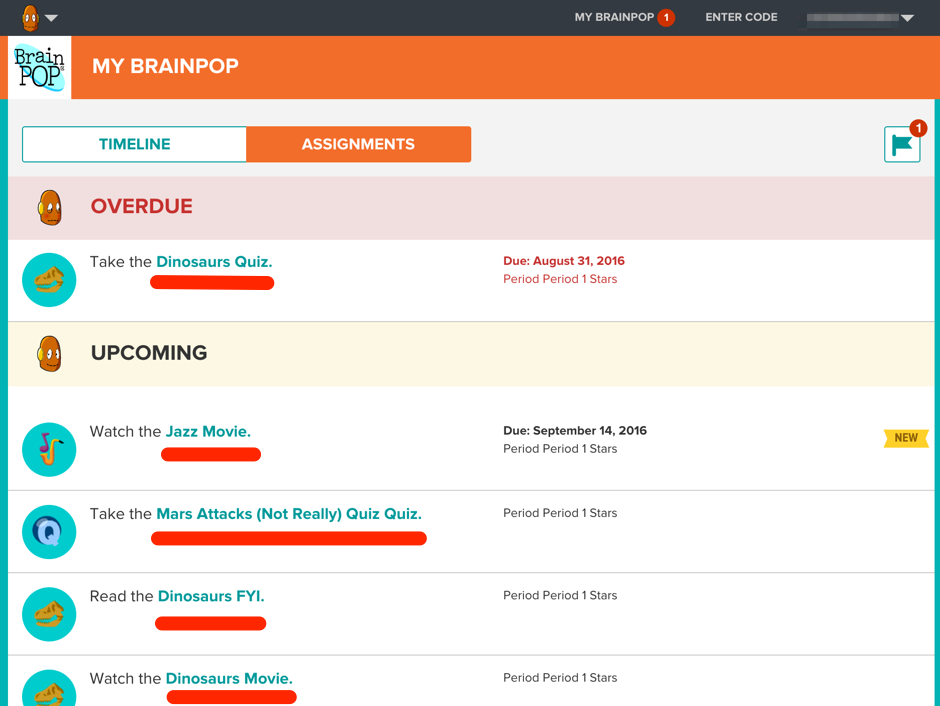 MY BRAINPOP 1 ENTER CODE
Brain
POP
MY BRAINPOP
TIMELINE ASSIGNMENTS 1
OVERDUE
Take the Dinosaurs Quiz.
Due: August 31, 2016
Period Period 1 Stars
UPCOMING
Watch the Jazz Movie.
Due: September 14, 2016
Period Period 1 Stars
NEW
Q
Take the Mars Attacks (Not Really) Quiz Quiz.
Period Period 1 Stars
Read the Dinosaurs FYI.
Period Period 1 Stars
Watch the Dinosaurs Movie.
Period Period 1 Stars